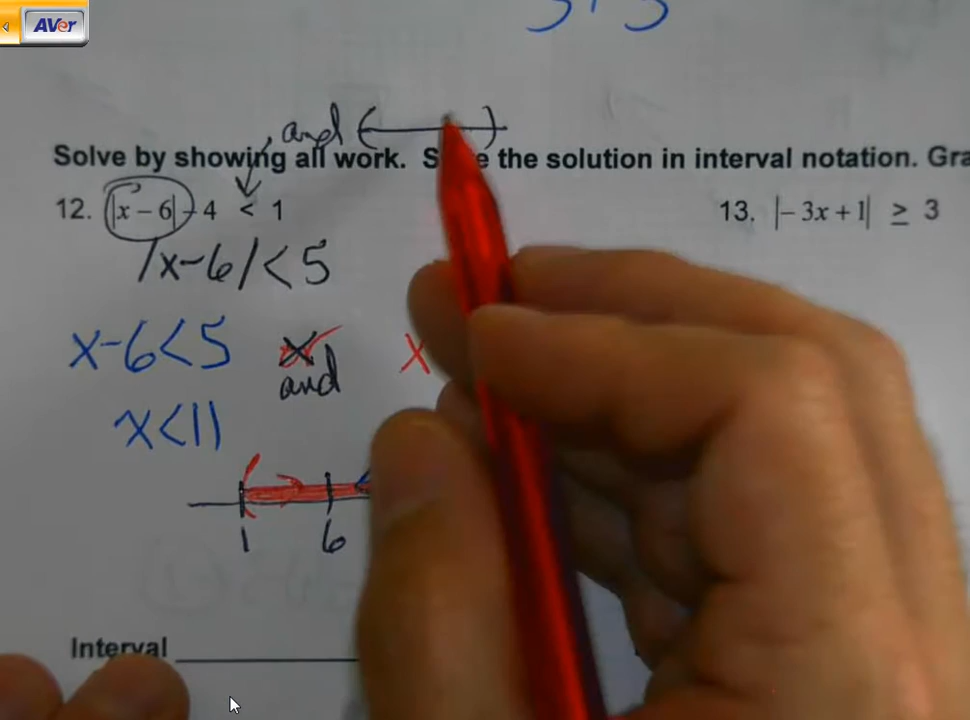 AVer
, and ( )
Solve by showing all work. the solution in interval notation.
12. |x – 6| – 4 < 1
13. |– 3x + 1| ≥ 3
|x-6|<5
x-6<5
x
and
x<11
1 6
Interval